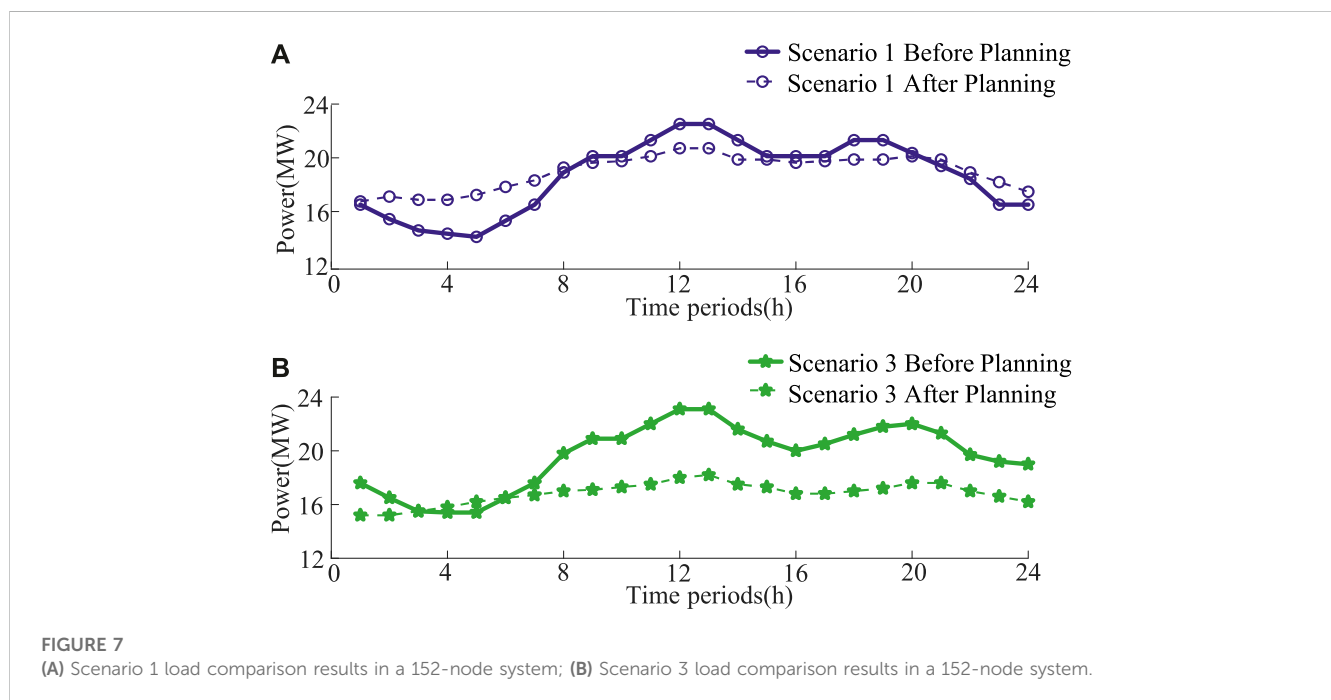 A
Scenario 1 Before Planning
Scenario 1 After Planning
24
20
16
12
Power(MW)
0 4 8 12 16 20 24
Time periods(h)
B
Scenario 3 Before Planning
Scenario 3 After Planning
24
20
16
12
Power(MW)
0 4 8 12 16 20 24
Time periods(h)
FIGURE 7
(A) Scenario 1 load comparison results in a 152-node system; (B) Scenario 3 load comparison results in a 152-node system.